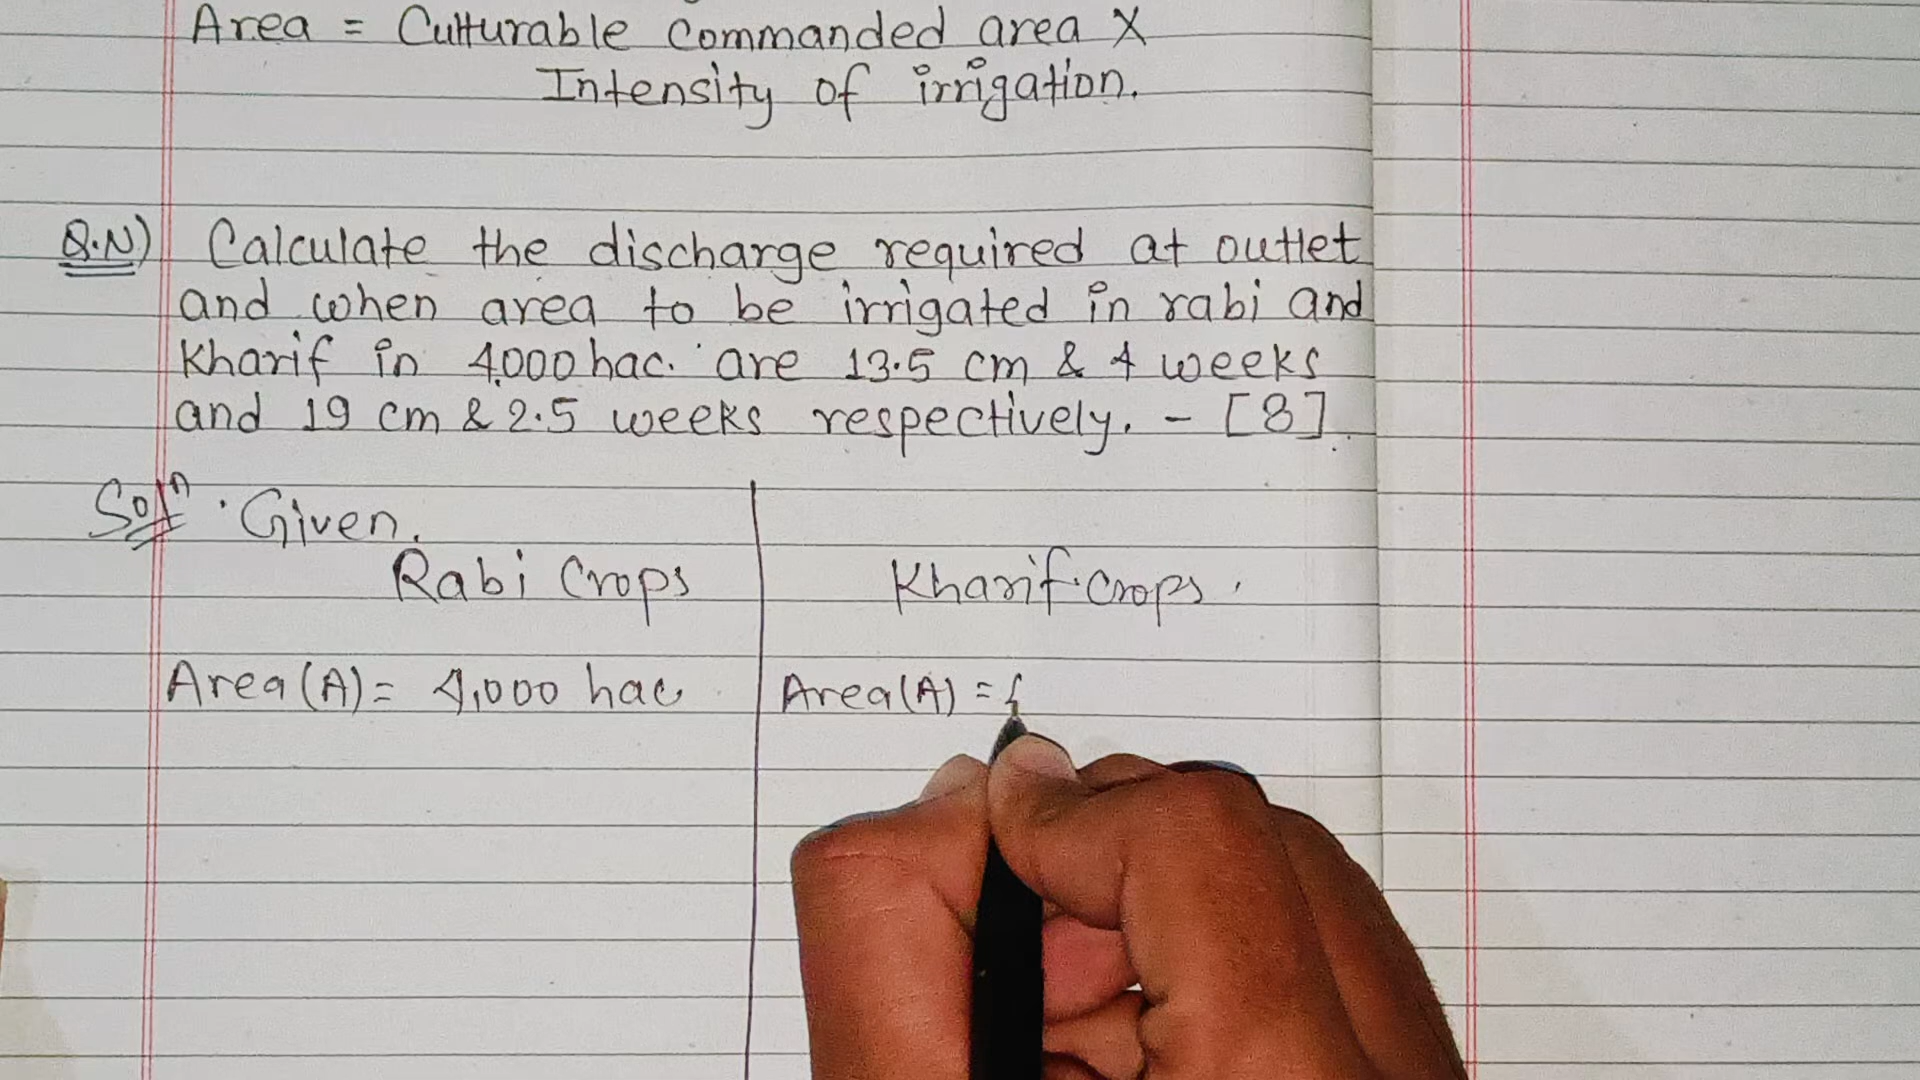 Area = Culturable commanded area X
Intensity of irrigation.
Q.N) Calculate the discharge required at outlet
and when area to be irrigated in rabi and
Kharif in 4,000 hac. are 13.5 cm & 4 weeks
and 19 cm & 2.5 weeks respectively. - [8]
Solⁿ. Given,
Rabi Crops
Kharif Crops.
Area (A) = 4,000 hac
Area (A) =